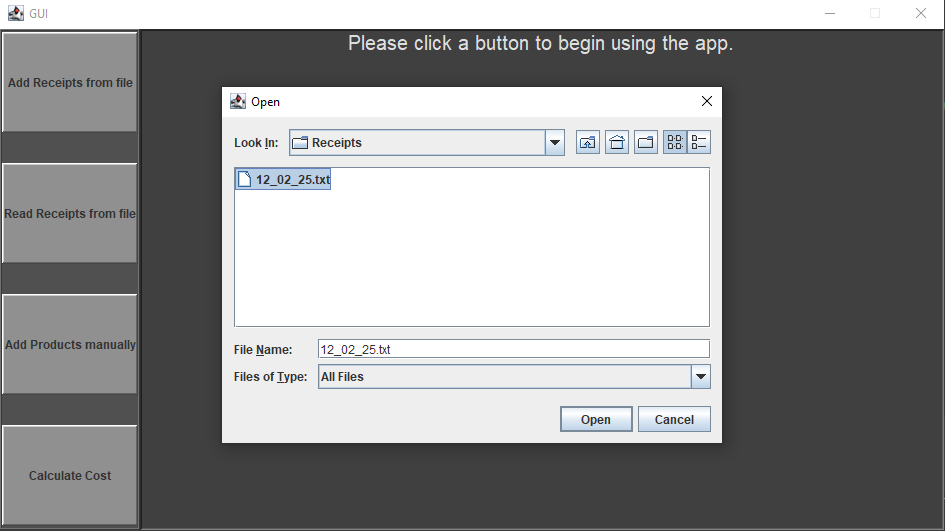 GUI
Please click a button to begin using the app.
Add Receipts from file
Read Receipts from file
Add Products manually
Calculate Cost
Open
Look In: Receipts
12_02_25.txt
File Name: 12_02_25.txt
Files of Type: All Files
Open Cancel